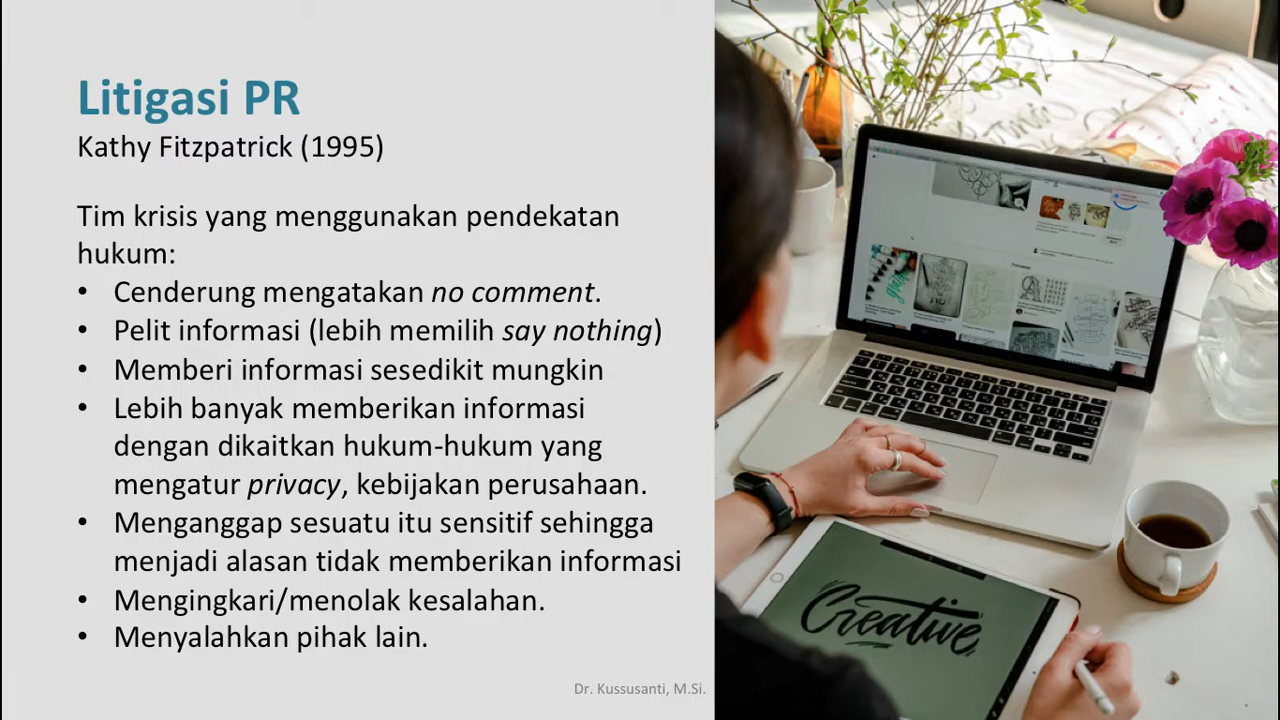 Litigasi PR
Kathy Fitzpatrick (1995)
Tim krisis yang menggunakan pendekatan
hukum:
• Cenderung mengatakan no comment.
• Pelit informasi (lebih memilih say nothing)
• Memberi informasi sesedikit mungkin
• Lebih banyak memberikan informasi
dengan dikaitkan hukum-hukum yang
mengatur privacy, kebijakan perusahaan.
• Menganggap sesuatu itu sensitif sehingga
menjadi alasan tidak memberikan informasi
• Mengingkari/menolak kesalahan.
• Menyalahkan pihak lain.
Dr. Kussusanti, M.Si.
Creative